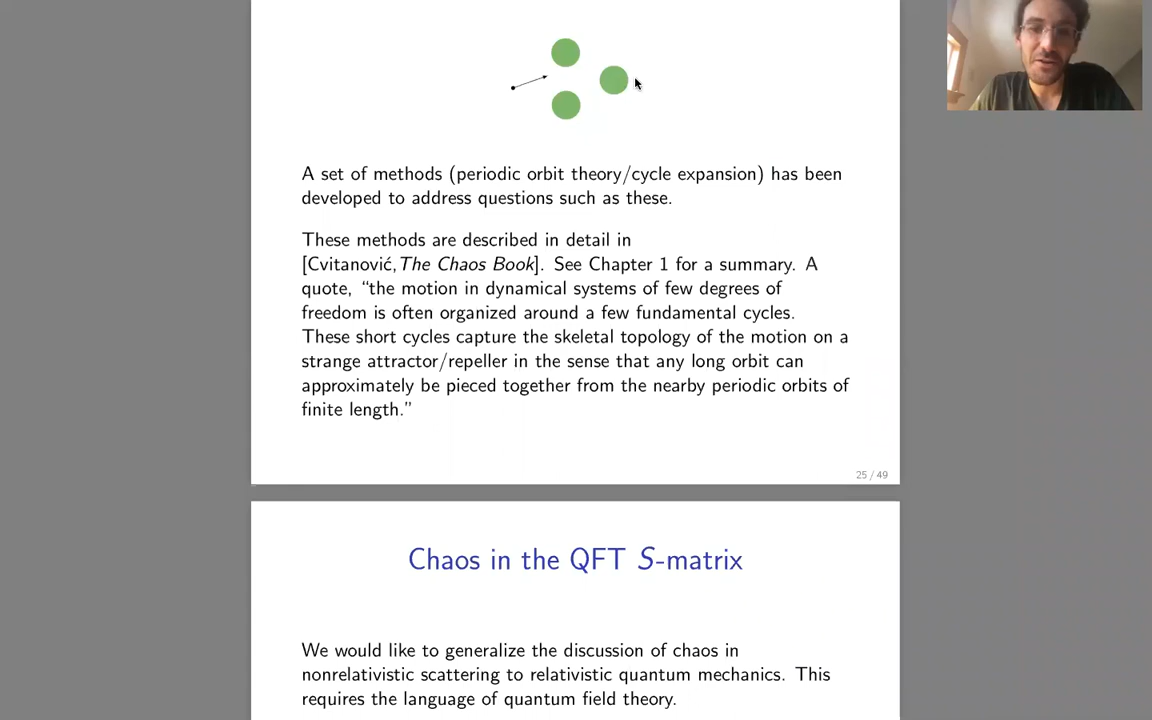 A set of methods (periodic orbit theory/cycle expansion) has been
developed to address questions such as these.
These methods are described in detail in
[Cvitanović, The Chaos Book]. See Chapter 1 for a summary. A
quote, “the motion in dynamical systems of few degrees of
freedom is often organized around a few fundamental cycles.
These short cycles capture the skeletal topology of the motion on a
strange attractor/repeller in the sense that any long orbit can
approximately be pieced together from the nearby periodic orbits of
finite length.”
25 / 49
Chaos in the QFT S-matrix
We would like to generalize the discussion of chaos in
nonrelativistic scattering to relativistic quantum mechanics. This
requires the language of quantum field theory.